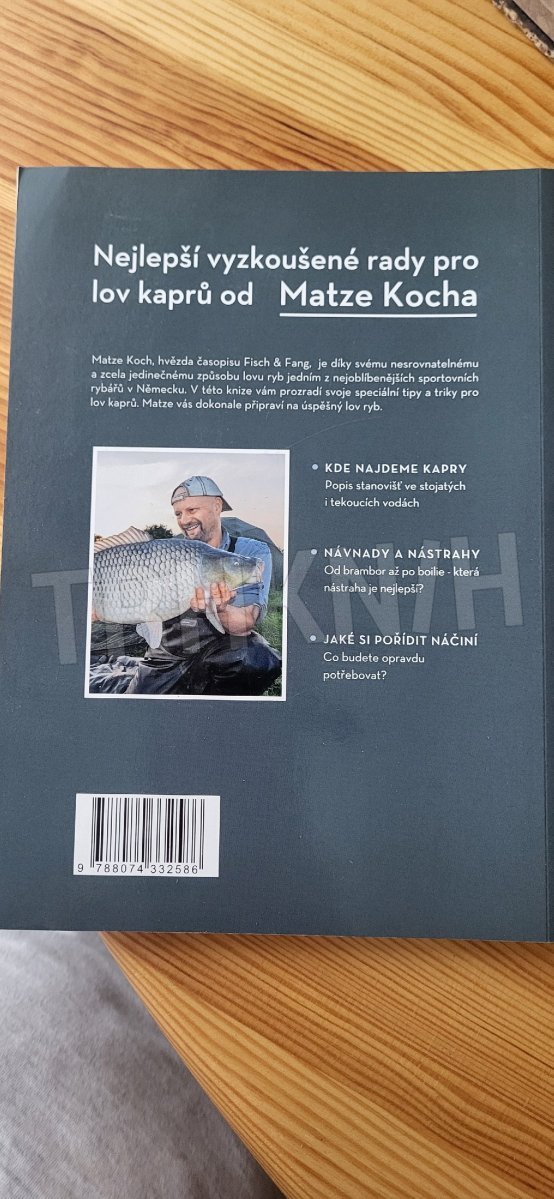 Nejlepší vyzkoušené rady pro
lov kaprů od Matze Kocha
Matze Koch, hvězda časopisu Fisch & Fang, je díky svému nesrovnatelnému
a zcela jedinečnému způsobu lovu ryb jedním z nejoblíbenějších sportovních
rybářů v Německu. V této knize vám prozradí svoje speciální tipy a triky pro
lov kaprů. Matze vás dokonale připraví na úspěšný lov ryb.
• KDE NAJDEME KAPRY
Popis stanovišť ve stojatých
i tekoucích vodách
• NÁVNADY A NÁSTRAHY
Od brambor až po boilie - která
nástraha je nejlepší?
• JAKÉ SI POŘÍDIT NÁČINÍ
Co budete opravdu
potřebovat?
9 788074 332586